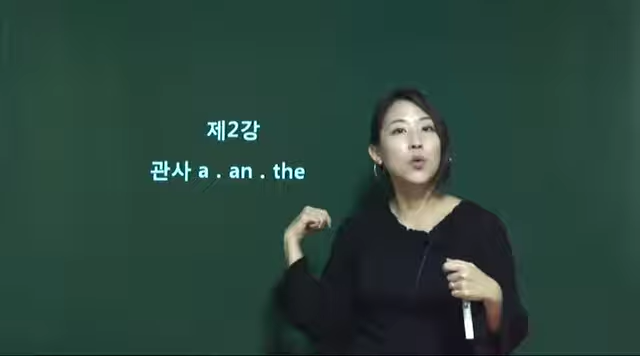 제2강
관사 a . an . the